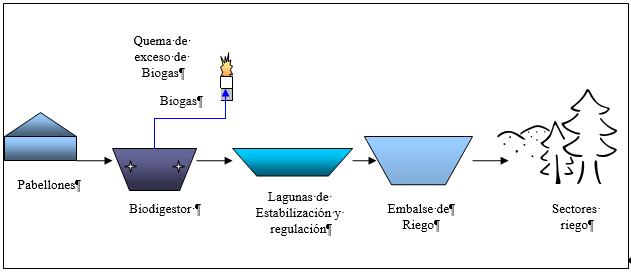 Quema·de·
exceso·de·
Biogas¶
Biogas¶
Pabellones¶
Biodigestor·¶
Lagunas·de·
Estabilización·y·
regulación¶
Embalse·de¶
Riego¶
Sectores·
riego¶